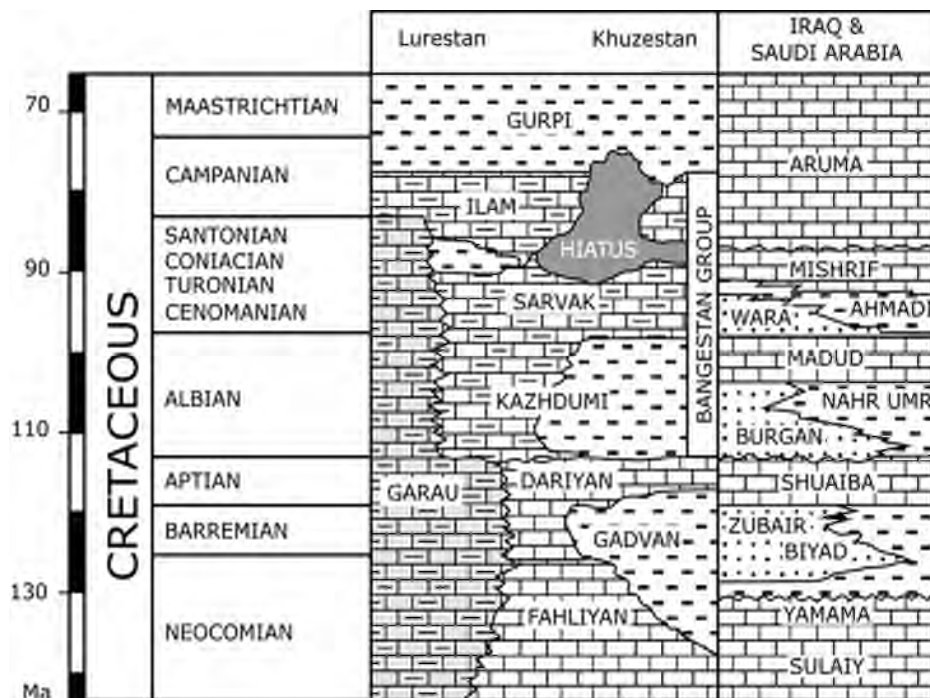 Lurestan
Khuzestan
IRAQ &
SAUDI ARABIA
70
90
110
130
Ma
CRETACEOUS
MAASTRICHTIAN
CAMPANIAN
SANTONIAN
CONIACIAN
TURONIAN
CENOMANIAN
ALBIAN
APTIAN
BARREMIAN
NEOCOMIAN
GURPI
ILAM
HIATUS
SARVAK
KAZHDUMI
GARAU
DARIYAN
GADVAN
FAHLIYAN
BANGESTAN GROUP
ARUMA
MISHRIF
WARA
AHMADI
MADUD
NAHR UMR
BURGAN
SHUAIBA
ZUBAIR
BIYAD
YAMAMA
SULAIY